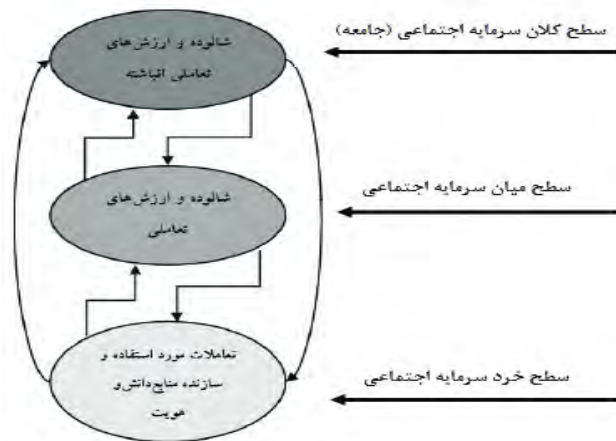 شالوده و ارزش‌های
تعاملی انباشته
سطح کلان سرمایه اجتماعی (جامعه)
شالوده و ارزش‌های
تعاملی
سطح میان سرمایه اجتماعی
تعاملات مورد استفاده و
سازنده منابع دانش و
هویت
سطح خرد سرمایه اجتماعی